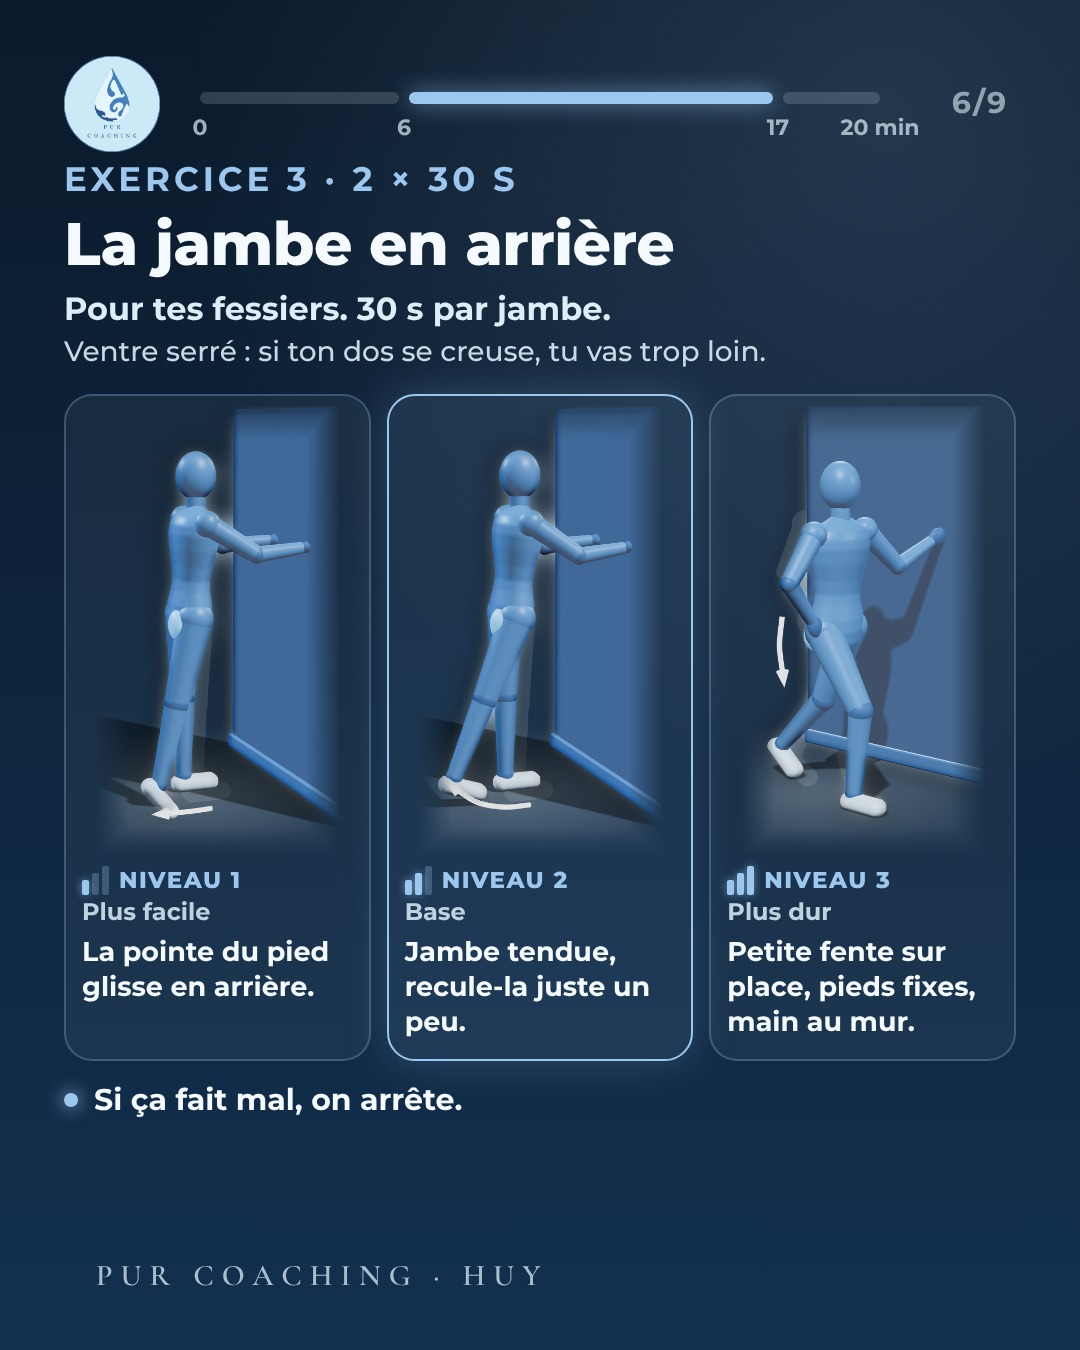 PUR
COACHING
0
6
17
20 min
6/9
EXERCICE 3 · 2 × 30 S
La jambe en arrière
Pour tes fessiers. 30 s par jambe.
Ventre serré : si ton dos se creuse, tu vas trop loin.
NIVEAU 1
Plus facile
La pointe du pied
glisse en arrière.
NIVEAU 2
Base
Jambe tendue,
recule-la juste un
peu.
NIVEAU 3
Plus dur
Petite fente sur
place, pieds fixes,
main au mur.
Si ça fait mal, on arrête.
PUR COACHING · HUY